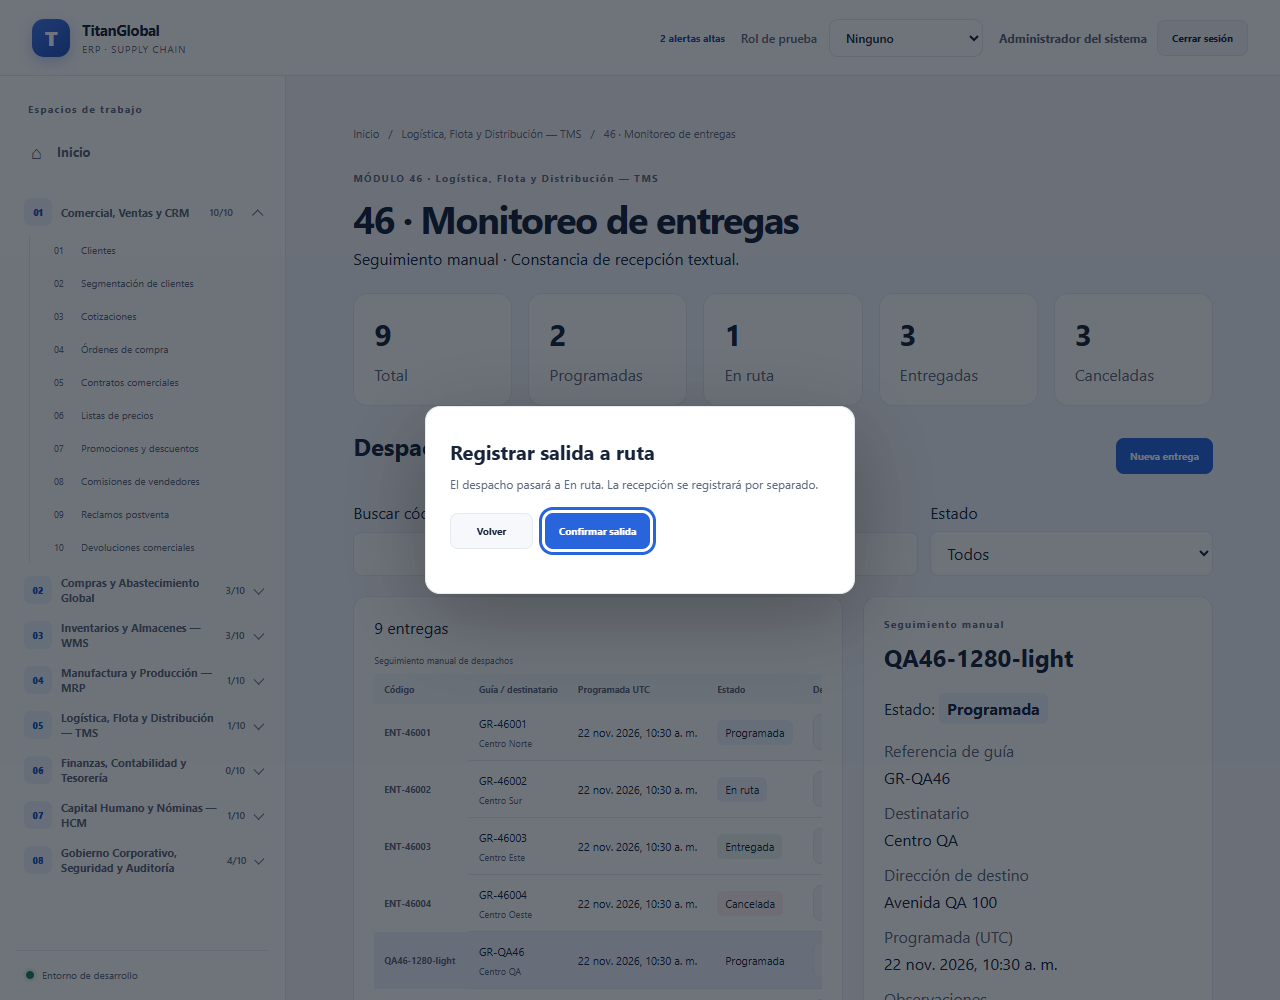 T
TitanGlobal
ERP · SUPPLY CHAIN
2 alertas altas
Rol de prueba
Ninguno
Administrador del sistema
Cerrar sesión
Espacios de trabajo
Inicio
01 Comercial, Ventas y CRM 10/10
01 Clientes
02 Segmentación de clientes
03 Cotizaciones
04 Órdenes de compra
05 Contratos comerciales
06 Listas de precios
07 Promociones y descuentos
08 Comisiones de vendedores
09 Reclamos postventa
10 Devoluciones comerciales
02 Compras y Abastecimiento Global 3/10
03 Inventarios y Almacenes — WMS 3/10
04 Manufactura y Producción — MRP 1/10
05 Logística, Flota y Distribución — TMS 1/10
06 Finanzas, Contabilidad y Tesorería 0/10
07 Capital Humano y Nóminas — HCM 1/10
08 Gobierno Corporativo, Seguridad y Auditoría 4/10
Entorno de desarrollo
Inicio / Logística, Flota y Distribución — TMS / 46 · Monitoreo de entregas
MÓDULO 46 · Logística, Flota y Distribución — TMS
46 · Monitoreo de entregas
Seguimiento manual · Constancia de recepción textual.
9
Total
2
Programadas
1
En ruta
3
Entregadas
3
Canceladas
Despa
Nueva entrega
Buscar cód
Estado
Todos
Registrar salida a ruta
El despacho pasará a En ruta. La recepción se registrará por separado.
Volver
Confirmar salida
9 entregas
Seguimiento manual de despachos
Código Guía / destinatario Programada UTC Estado De
ENT-46001 GR-46001 Centro Norte 22 nov. 2026, 10:30 a. m. Programada
ENT-46002 GR-46002 Centro Sur 22 nov. 2026, 10:30 a. m. En ruta
ENT-46003 GR-46003 Centro Este 22 nov. 2026, 10:30 a. m. Entregada
ENT-46004 GR-46004 Centro Oeste 22 nov. 2026, 10:30 a. m. Cancelada
QA46-1280-light GR-QA46 Centro QA 22 nov. 2026, 10:30 a. m. Programada
Seguimiento manual
QA46-1280-light
Estado: Programada
Referencia de guía
GR-QA46
Destinatario
Centro QA
Dirección de destino
Avenida QA 100
Programada (UTC)
22 nov. 2026, 10:30 a. m.
Observaciones